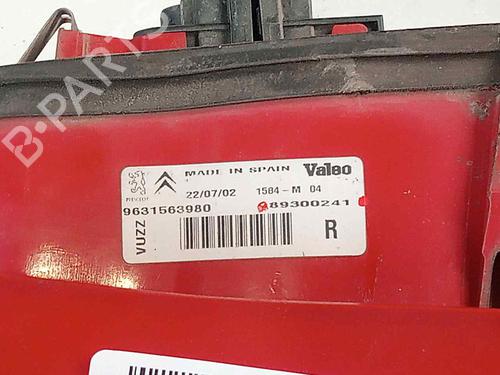 B-PARTS
MADE IN SPAIN Valeo
22/07/02 1584-M 04
9631563980 89300241
VUZZ
R